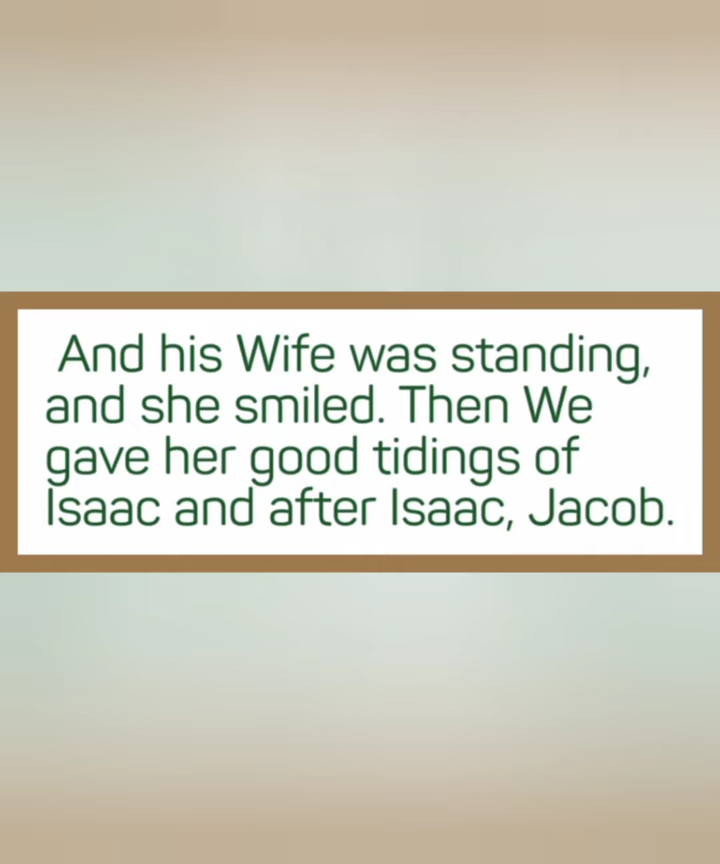 And his Wife was standing,
and she smiled. Then We
gave her good tidings of
Isaac and after Isaac, Jacob.